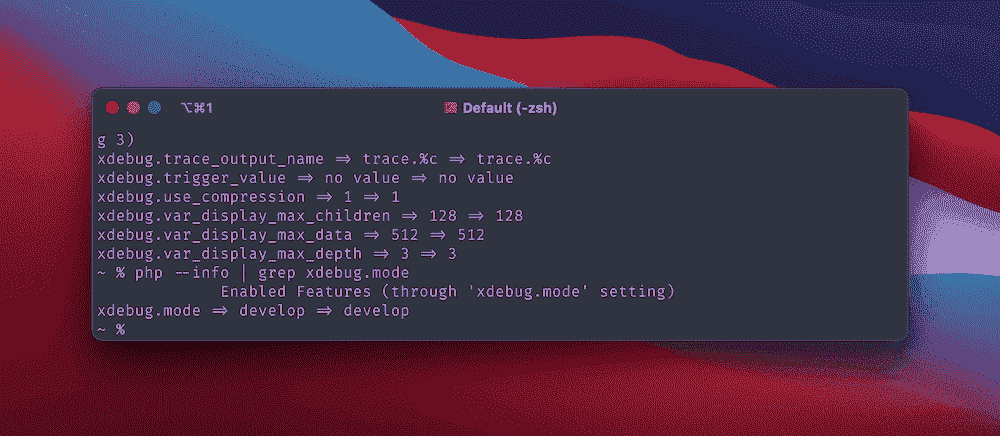 ⌥⌘1
Default (-zsh)
g 3)
xdebug.trace_output_name => trace.%c => trace.%c
xdebug.trigger_value => no value => no value
xdebug.use_compression => 1 => 1
xdebug.var_display_max_children => 128 => 128
xdebug.var_display_max_data => 512 => 512
xdebug.var_display_max_depth => 3 => 3
~ % php --info | grep xdebug.mode
Enabled Features (through 'xdebug.mode' setting)
xdebug.mode => develop => develop
~ %